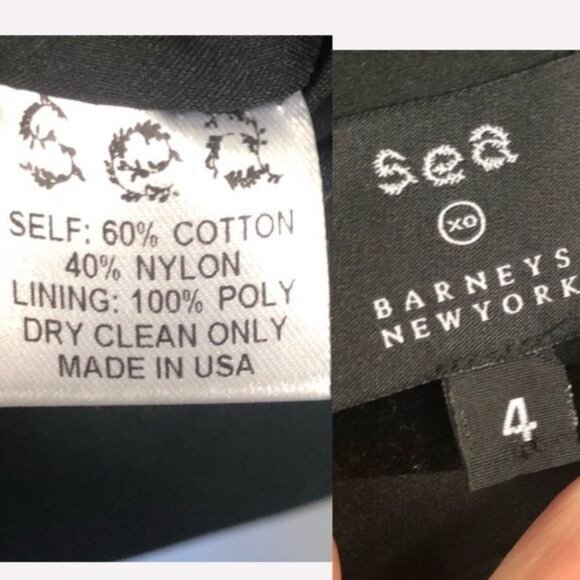 Sea
SELF: 60% COTTON
40% NYLON
LINING: 100% POLY
DRY CLEAN ONLY
MADE IN USA
sea
XO
BARNEYS
NEWYORK
4